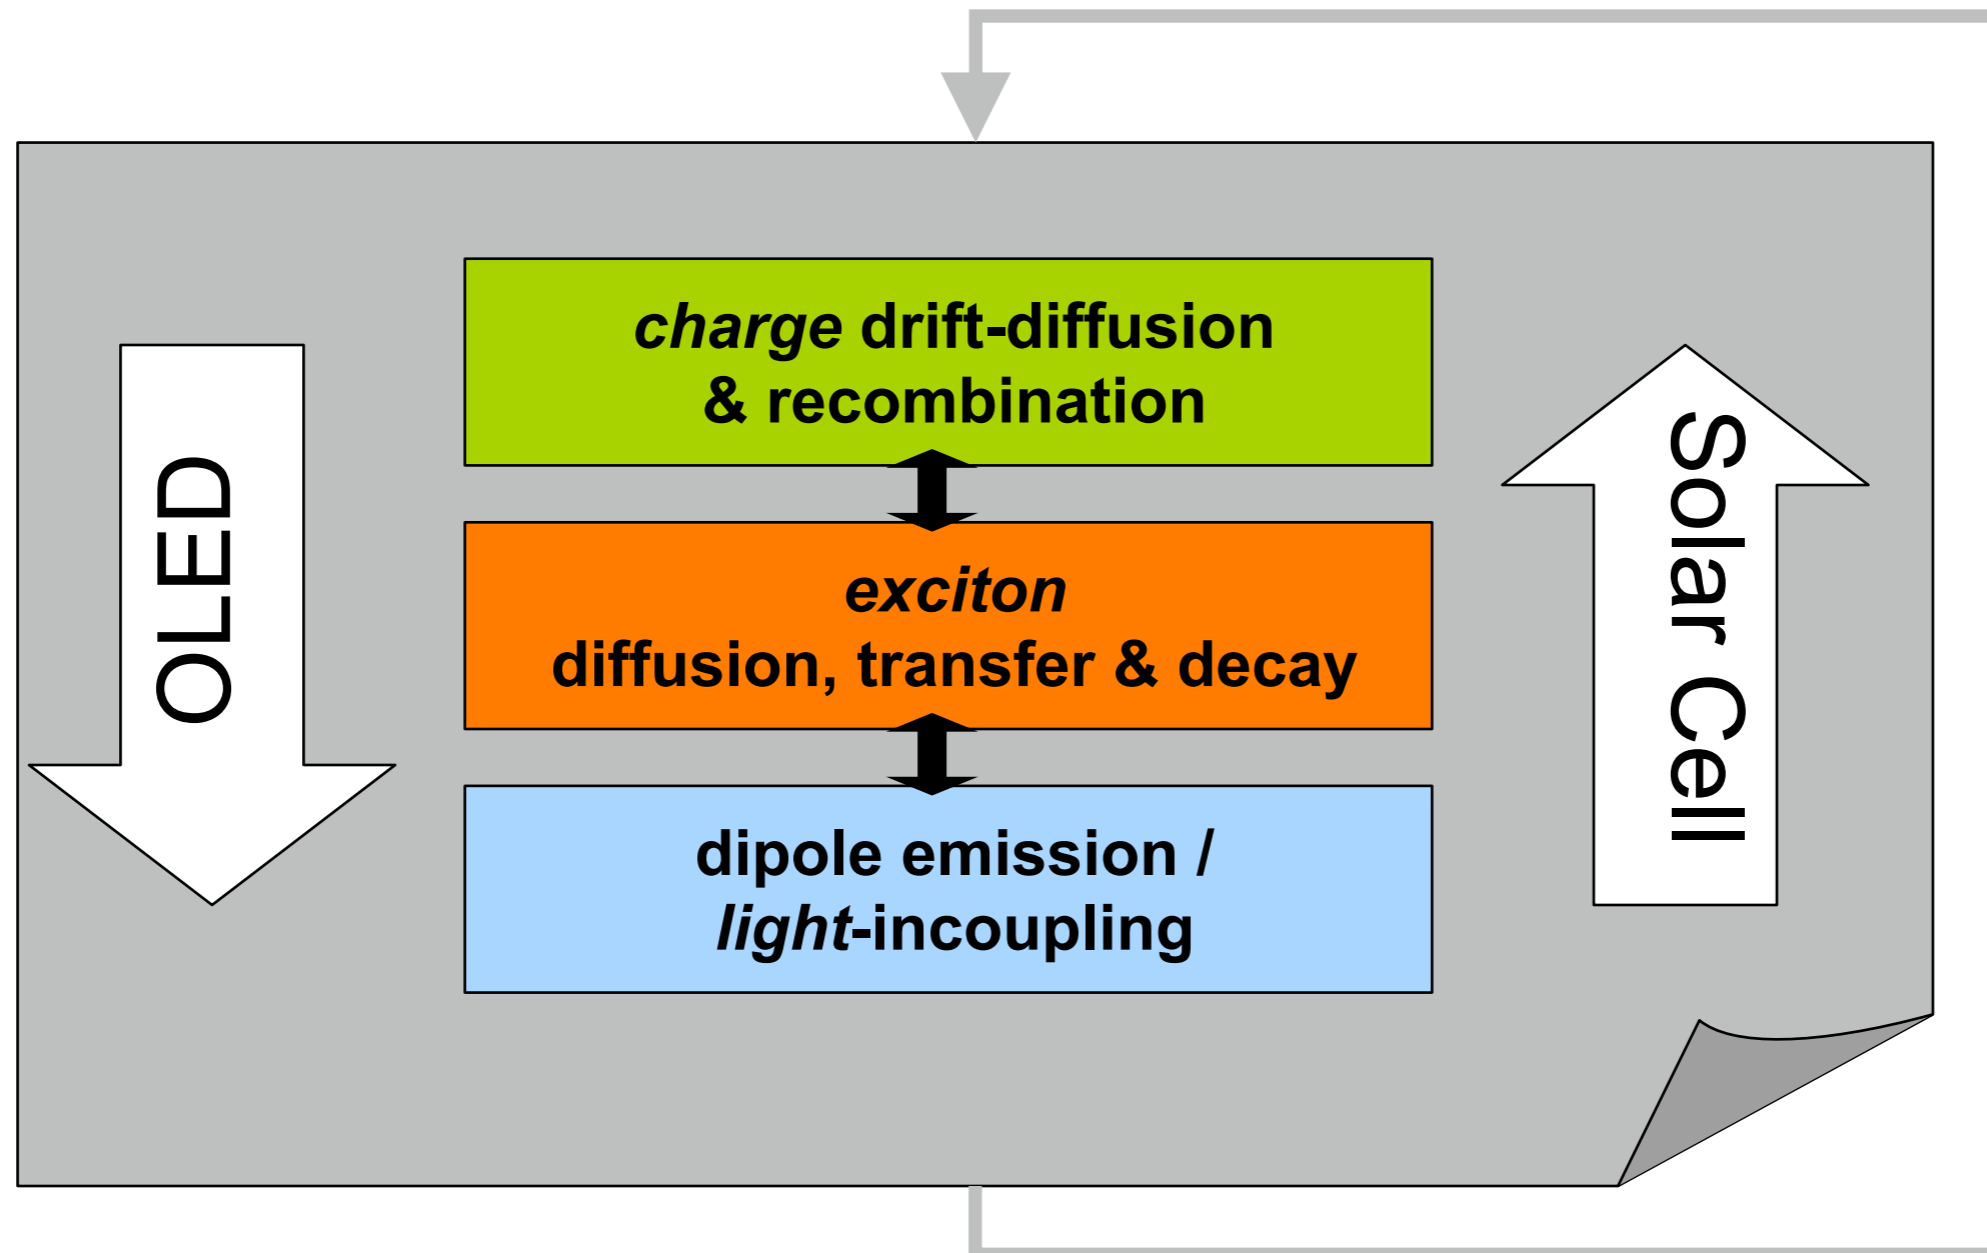 OLED
charge drift-diffusion
& recombination
exciton
diffusion, transfer & decay
dipole emission /
light-incoupling
Solar Cell